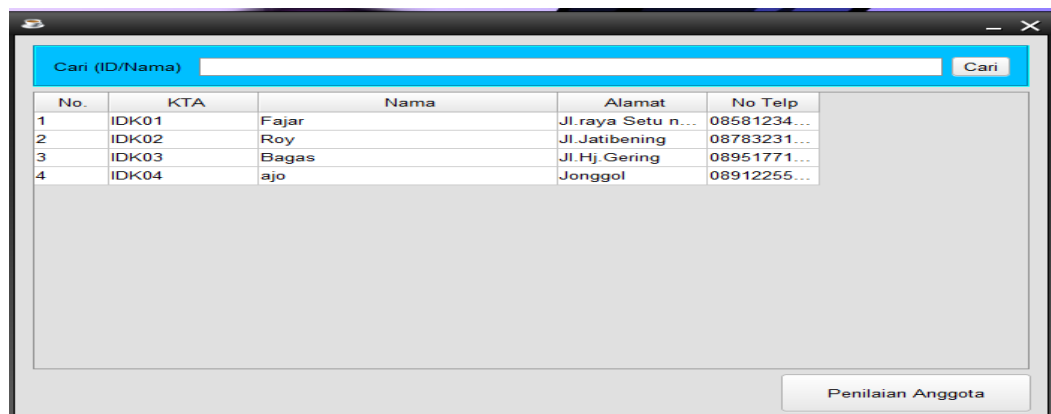 Cari (ID/Nama) Cari
No. KTA Nama Alamat No Telp
1 IDK01 Fajar Jl.raya Setu n... 08581234...
2 IDK02 Roy Jl.Jatibening 08783231...
3 IDK03 Bagas Jl.Hj.Gering 08951771...
4 IDK04 ajo Jonggol 08912255...
Penilaian Anggota